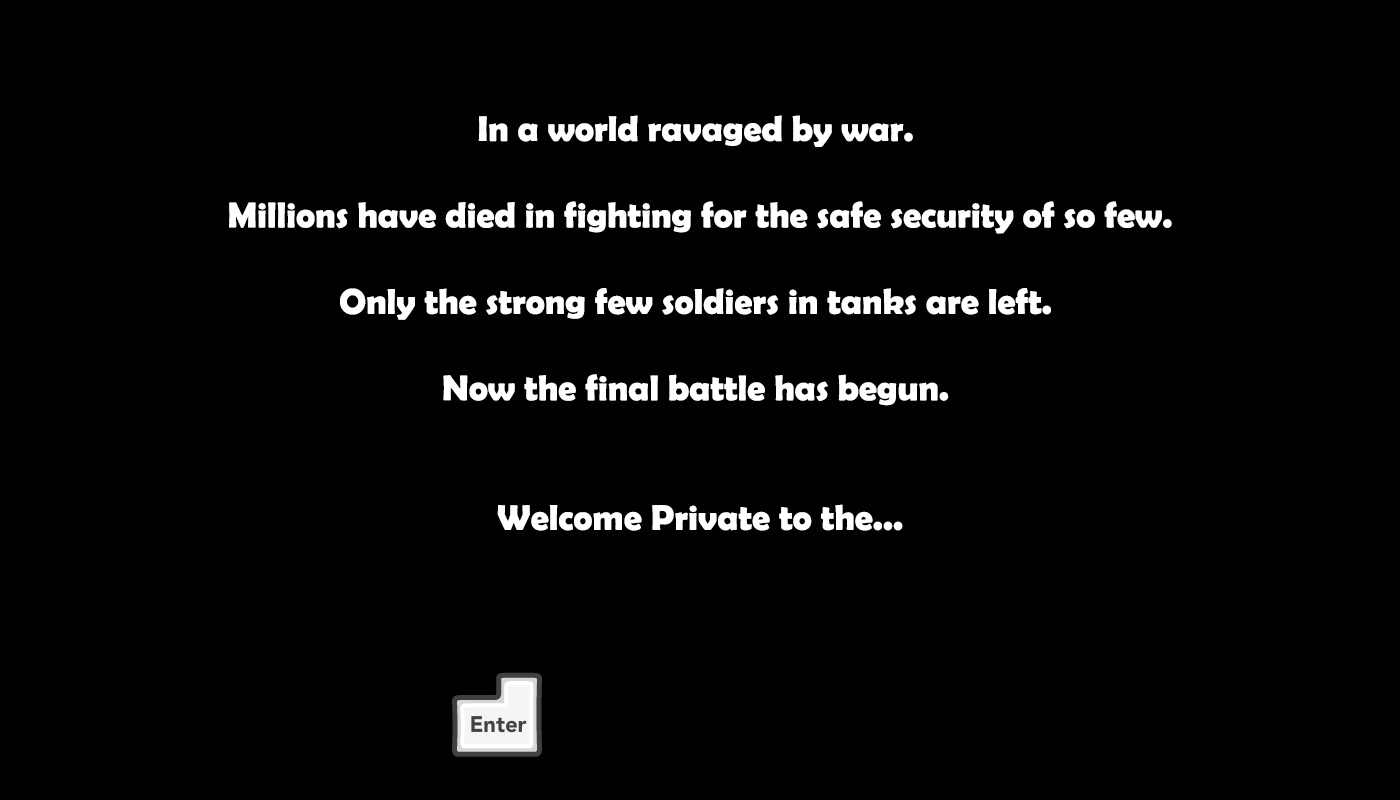 In a world ravaged by war.
Millions have died in fighting for the safe security of so few.
Only the strong few soldiers in tanks are left.
Now the final battle has begun.
Welcome Private to the...
Enter